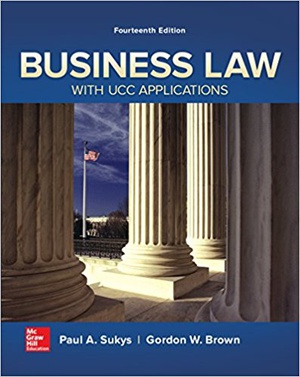 Fourteenth Edition
BUSINESS LAW
WITH UCC APPLICATIONS
Mc
Graw
Hill
Education
Paul A. Sukys | Gordon W. Brown